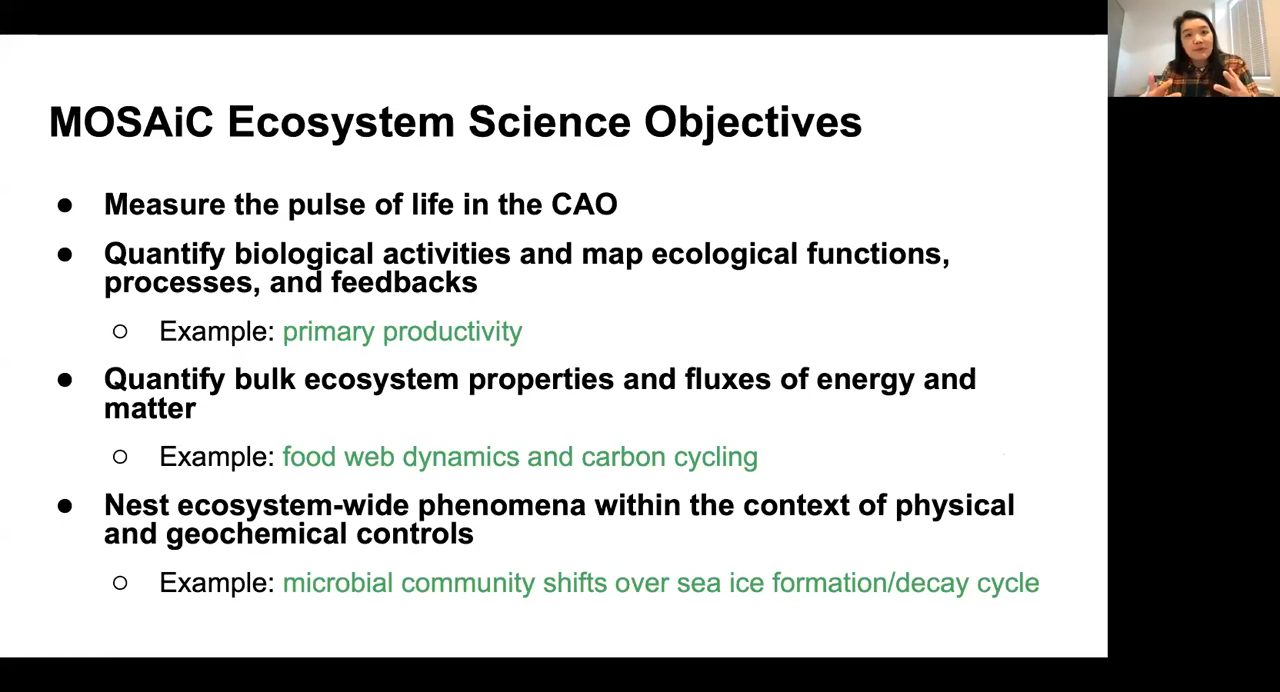 MOSAiC Ecosystem Science Objectives
● Measure the pulse of life in the CAO
● Quantify biological activities and map ecological functions,
processes, and feedbacks
○ Example: primary productivity
● Quantify bulk ecosystem properties and fluxes of energy and
matter
○ Example: food web dynamics and carbon cycling
● Nest ecosystem-wide phenomena within the context of physical
and geochemical controls
○ Example: microbial community shifts over sea ice formation/decay cycle